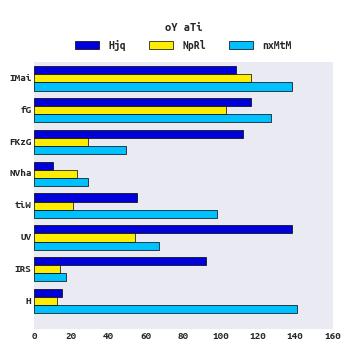 oY aTi
Hjq NpRl nxMtM
IMai
fG
FKzG
NVha
tiW
UV
IRS
H
0 20 40 60 80 100 120 140 160